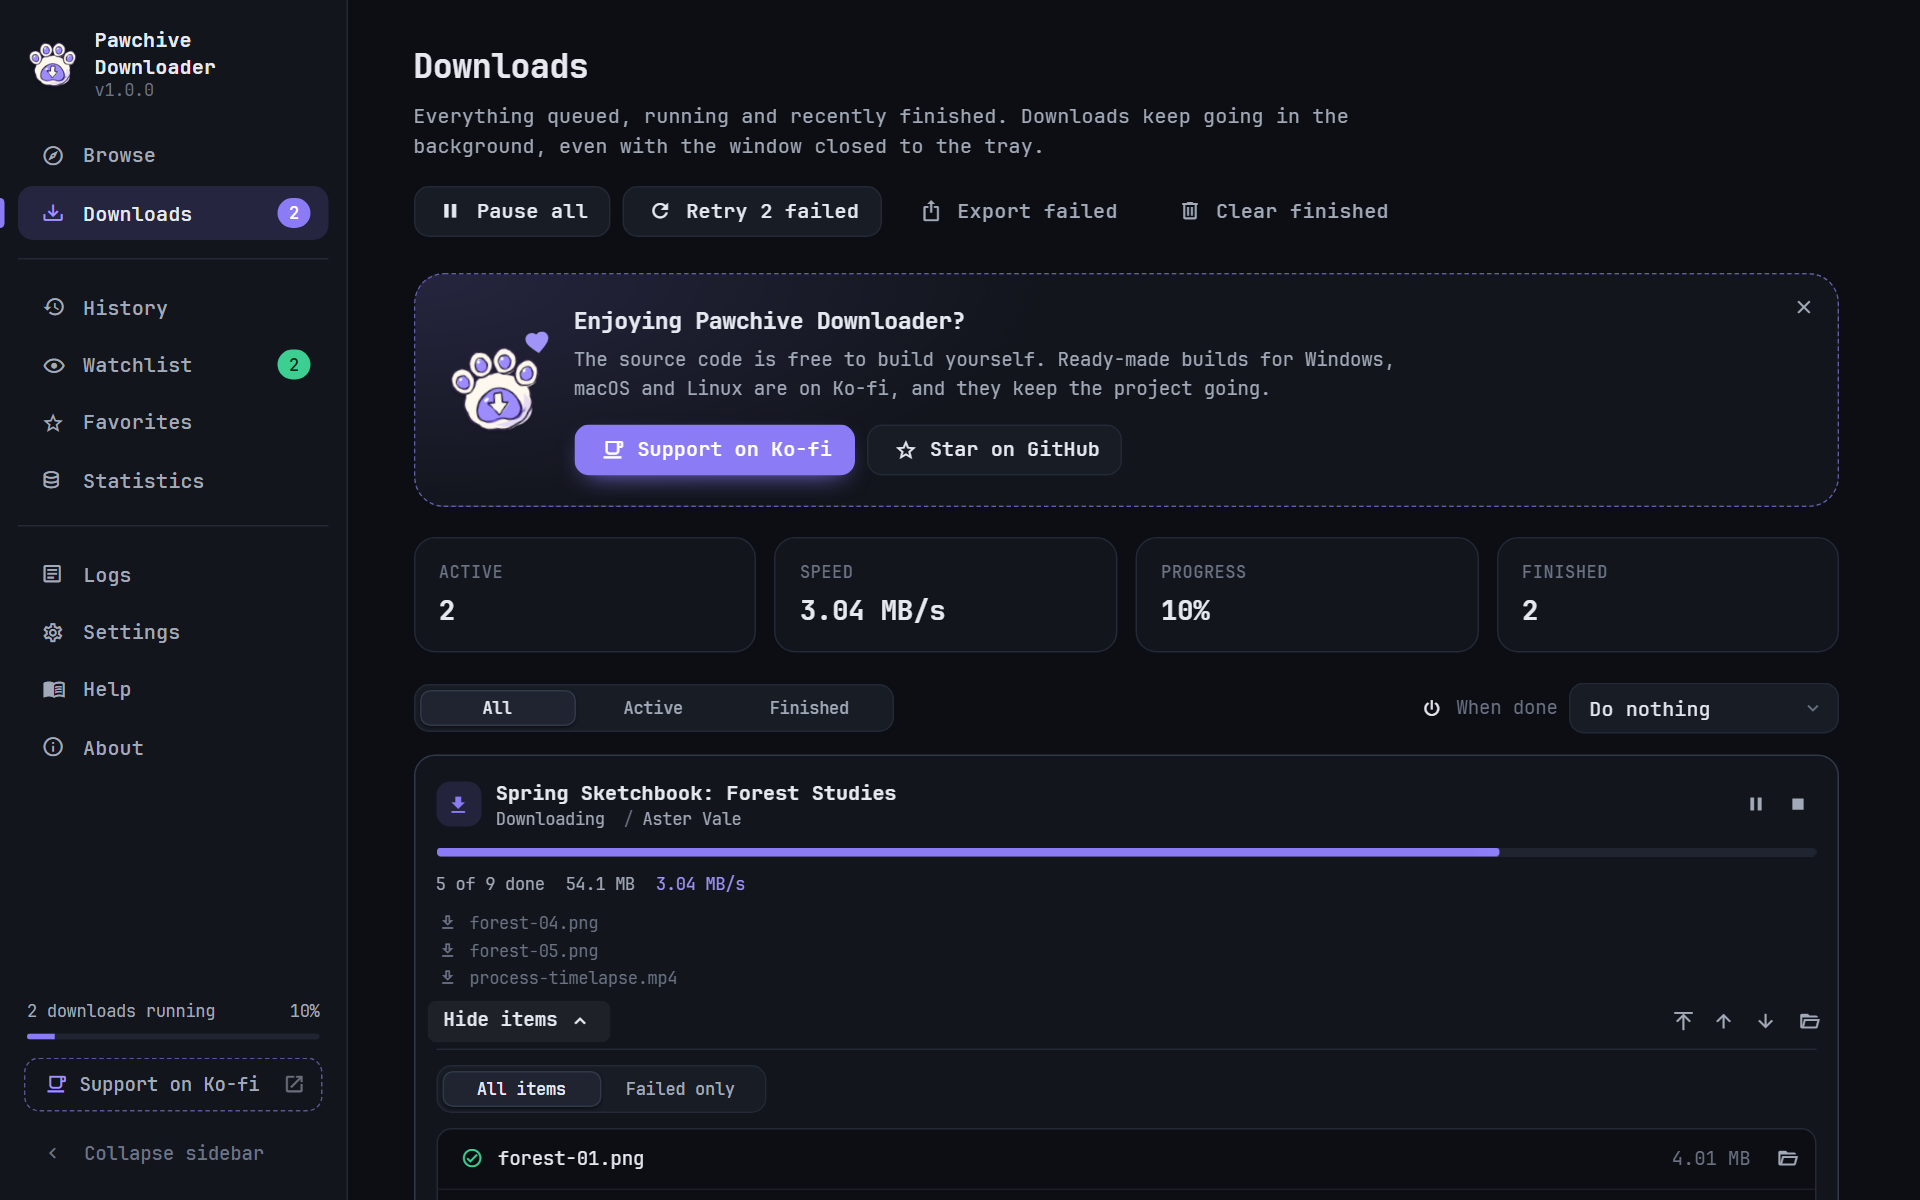 Pawchive
Downloader
v1.0.0
Browse
Downloads 2
History
Watchlist 2
Favorites
Statistics
Logs
Settings
Help
About
2 downloads running 10%
Support on Ko-fi
Collapse sidebar
Downloads
Everything queued, running and recently finished. Downloads keep going in the
background, even with the window closed to the tray.
Pause all Retry 2 failed Export failed Clear finished
Enjoying Pawchive Downloader?
The source code is free to build yourself. Ready-made builds for Windows,
macOS and Linux are on Ko-fi, and they keep the project going.
Support on Ko-fi Star on GitHub
ACTIVE SPEED PROGRESS FINISHED
2 3.04 MB/s 10% 2
All Active Finished When done Do nothing
Spring Sketchbook: Forest Studies
Downloading / Aster Vale
5 of 9 done 54.1 MB 3.04 MB/s
forest-04.png
forest-05.png
process-timelapse.mp4
Hide items
All items Failed only
forest-01.png 4.01 MB